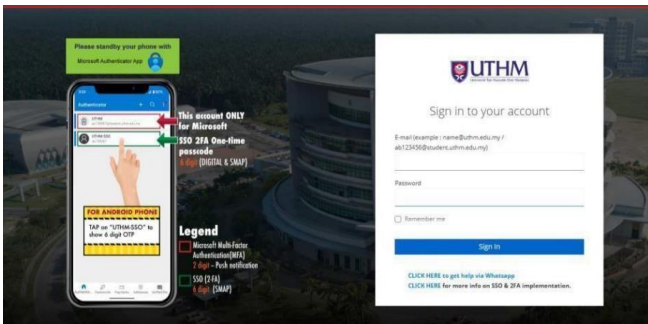 Please standby your phone with
Microsoft Authenticator App
Authenticator
UTHM
UTHM-SSO
This account ONLY
for Microsoft
SSO 2FA One-time
passcode
6 digit (DIGITAL & SMAP)
FOR ANDROID PHONE
TAP on "UTHM-SSO" to
show 6 digit OTP
Legend
Microsoft Multi-Factor
Authentication(MFA)
2 digit - Push notification
SSO (2-FA)
6 digit (SMAP)
UTHM
Sign in to your account
E-mail (example : name@uthm.edu.my /
ab123456@student.uthm.edu.my)
Password
Remember me
Sign In
CLICK HERE to get help via Whatsapp
CLICK HERE for more info on SSO & 2FA implementation.